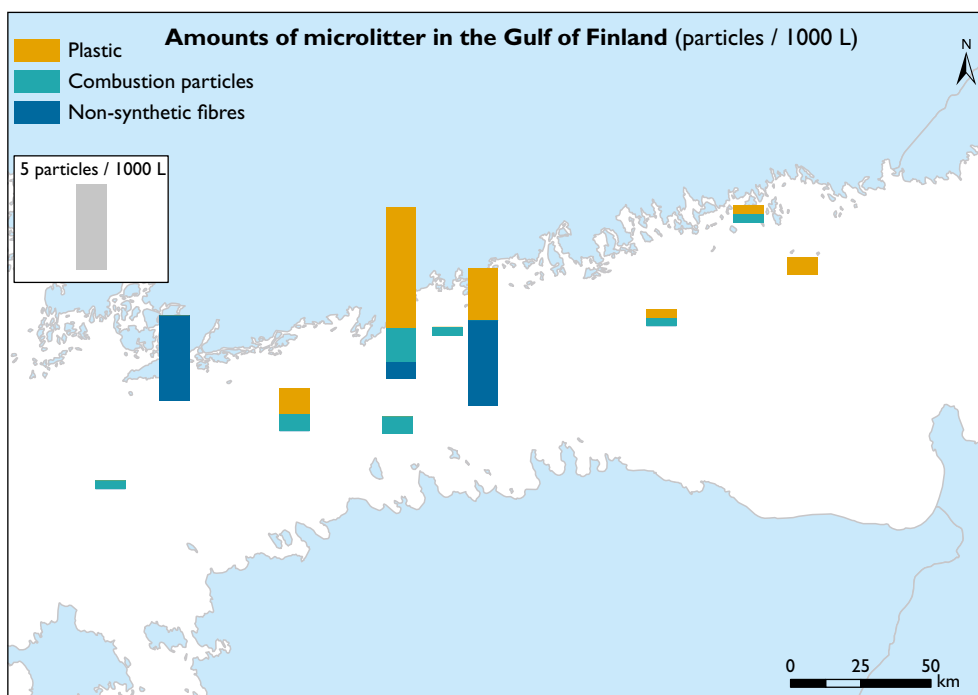 Amounts of microlitter in the Gulf of Finland (particles / 1000 L)
Plastic
Combustion particles
Non-synthetic fibres
N
5 particles / 1000 L
0 25 50
km